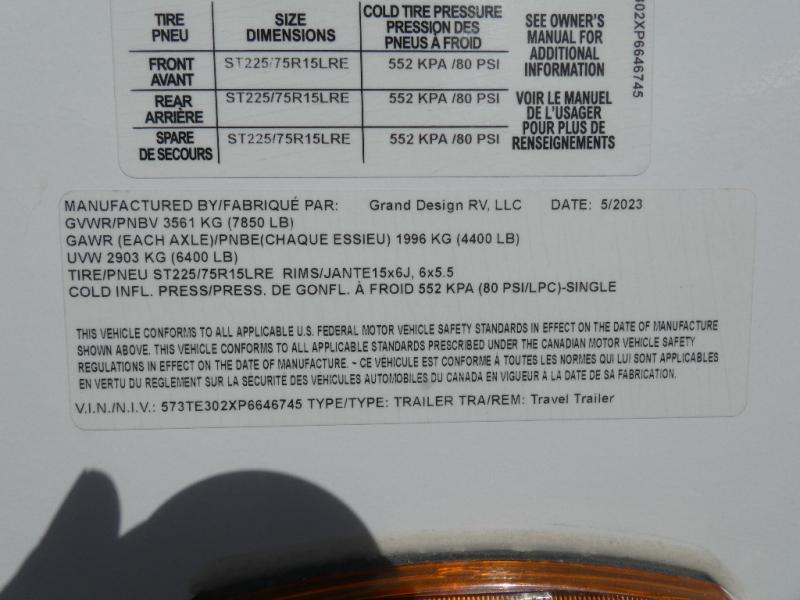 TIRE PNEU SIZE DIMENSIONS COLD TIRE PRESSURE PRESSION DES PNEUS À FROID
FRONT AVANT ST225/75R15LRE 552 KPA /80 PSI
REAR ARRIÈRE ST225/75R15LRE 552 KPA /80 PSI
SPARE DE SECOURS ST225/75R15LRE 552 KPA /80 PSI
SEE OWNER'S
MANUAL FOR
ADDITIONAL
INFORMATION
VOIR LE MANUEL
DE L'USAGER
POUR PLUS DE
RENSEIGNEMENTS
302XP6646745
MANUFACTURED BY/FABRIQUÉ PAR: Grand Design RV, LLC DATE: 5/2023
GVWR/PNBV 3561 KG (7850 LB)
GAWR (EACH AXLE)/PNBE(CHAQUE ESSIEU) 1996 KG (4400 LB)
UVW 2903 KG (6400 LB)
TIRE/PNEU ST225/75R15LRE RIMS/JANTE15x6J, 6x5.5
COLD INFL. PRESS/PRESS. DE GONFL. À FROID 552 KPA (80 PSI/LPC)-SINGLE
THIS VEHICLE CONFORMS TO ALL APPLICABLE U.S. FEDERAL MOTOR VEHICLE SAFETY STANDARDS IN EFFECT ON THE DATE OF MANUFACTURE
SHOWN ABOVE. THIS VEHICLE CONFORMS TO ALL APPLICABLE STANDARDS PRESCRIBED UNDER THE CANADIAN MOTOR VEHICLE SAFETY
REGULATIONS IN EFFECT ON THE DATE OF MANUFACTURE. ~ CE VÉHICULE EST CONFORME À TOUTES LES NORMES QUI LUI SONT APPLICABLES
EN VERTU DU REGLEMENT SUR LA SÉCURITÉ DES VÉHICULES AUTOMOBILES DU CANADA EN VIGUEUR À LA DATE DE SA FABRICATION.
V.I.N./N.I.V.: 573TE302XP6646745 TYPE/TYPE: TRAILER TRA/REM: Travel Trailer